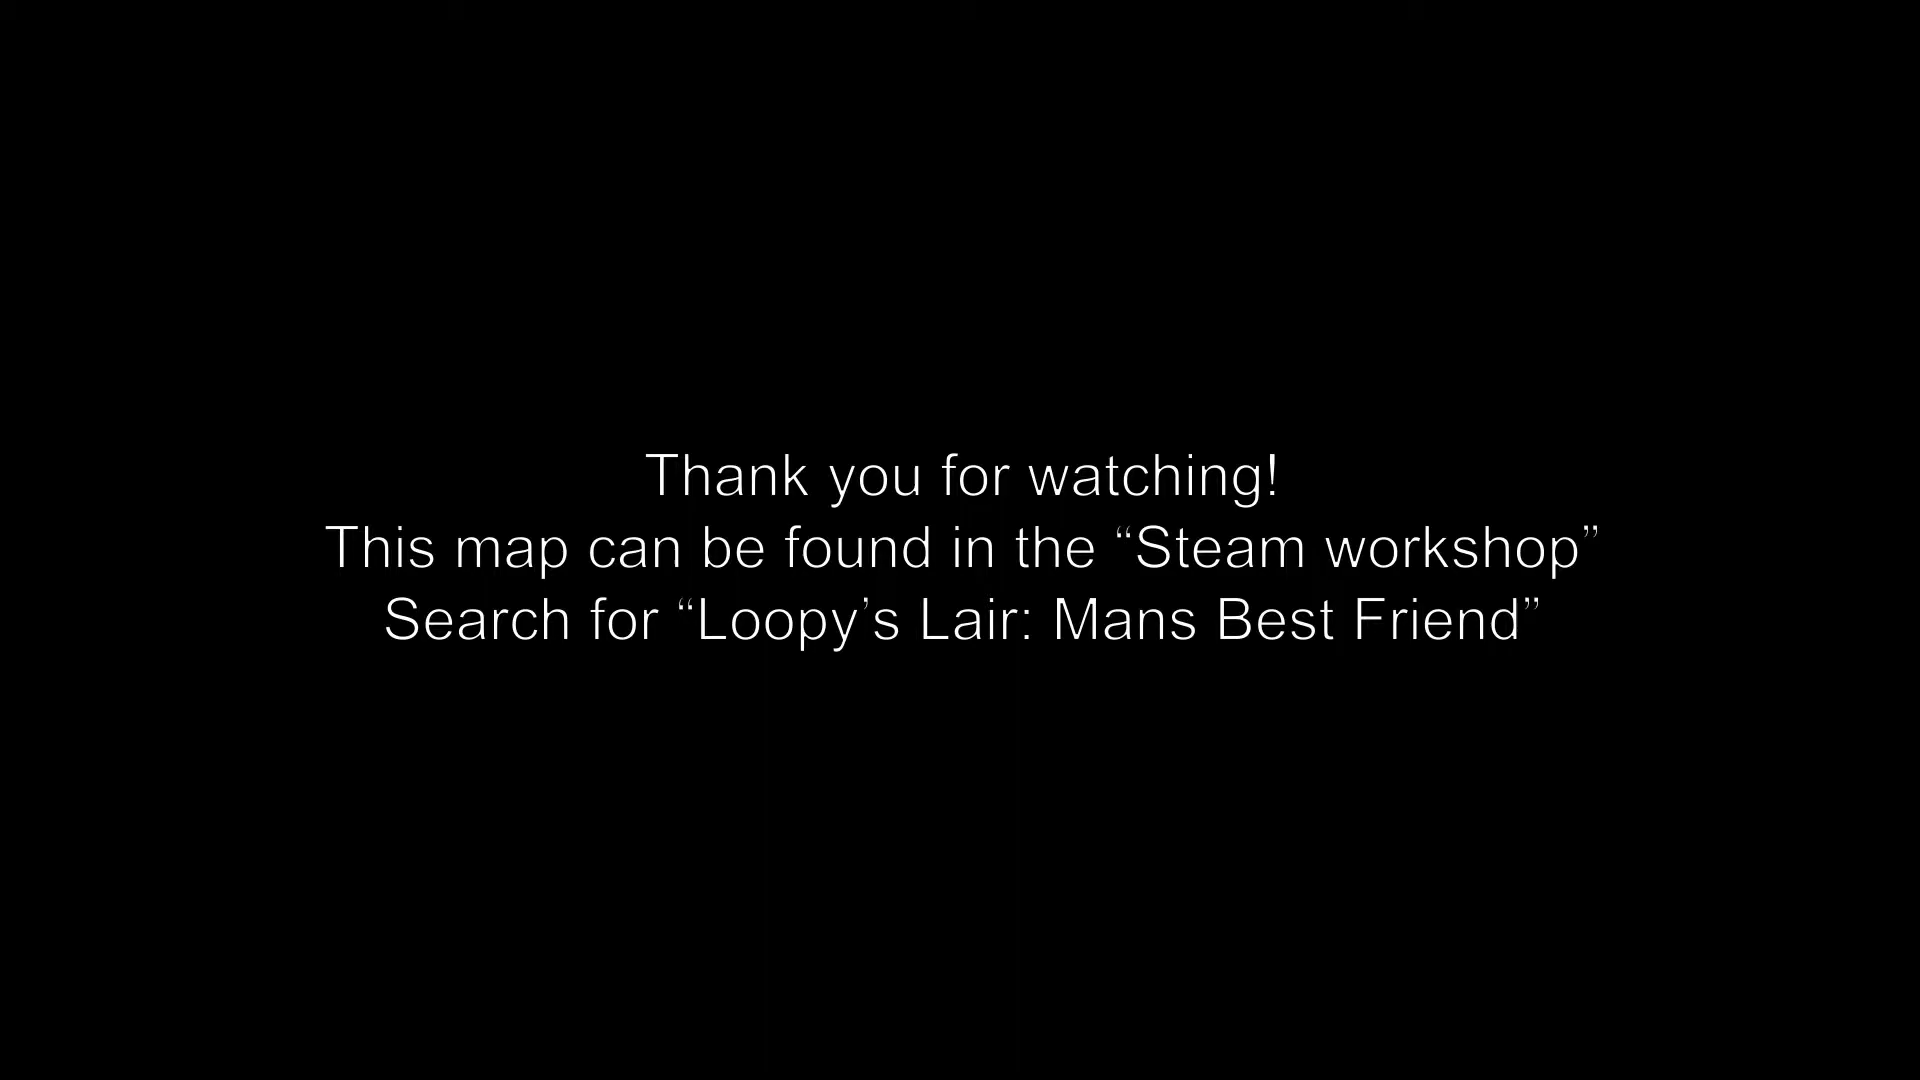 Thank you for watching!
This map can be found in the “Steam workshop”
Search for “Loopy’s Lair: Mans Best Friend”